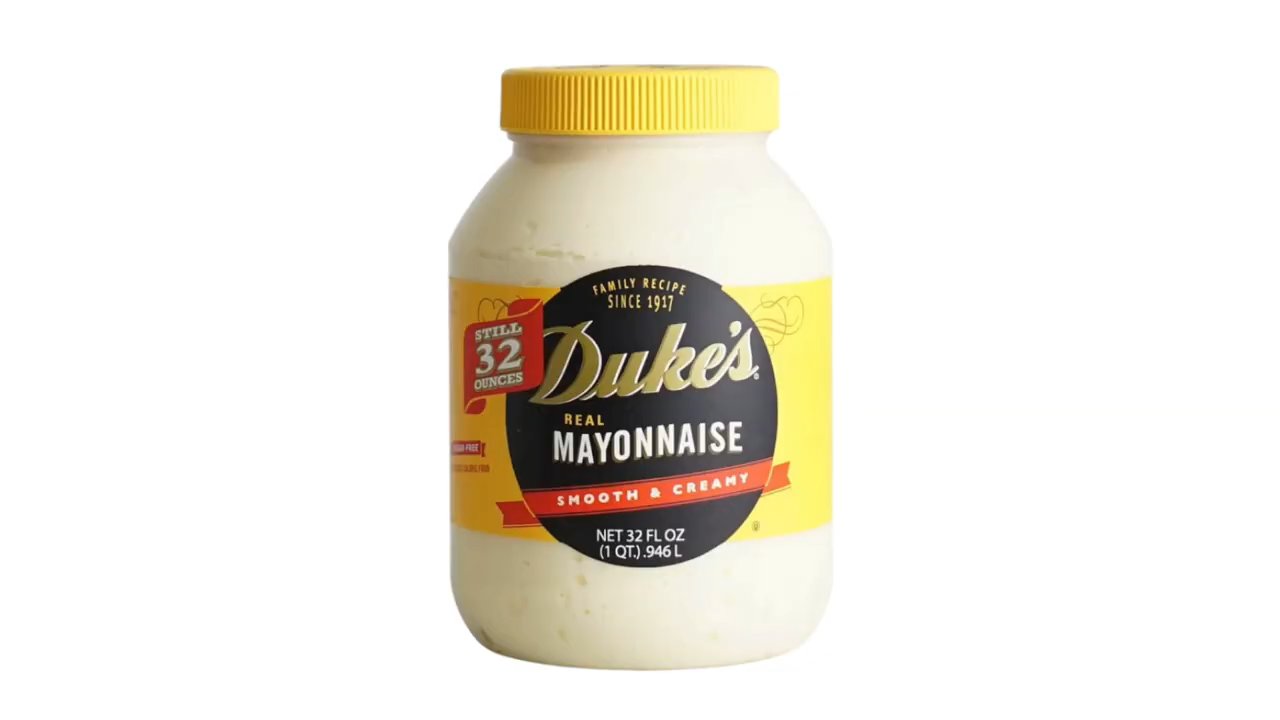 FAMILY RECIPE
SINCE 1917
STILL
32
OUNCES
Duke's
REAL
MAYONNAISE
SMOOTH & CREAMY
NET 32 FL OZ
(1 QT.) .946 L